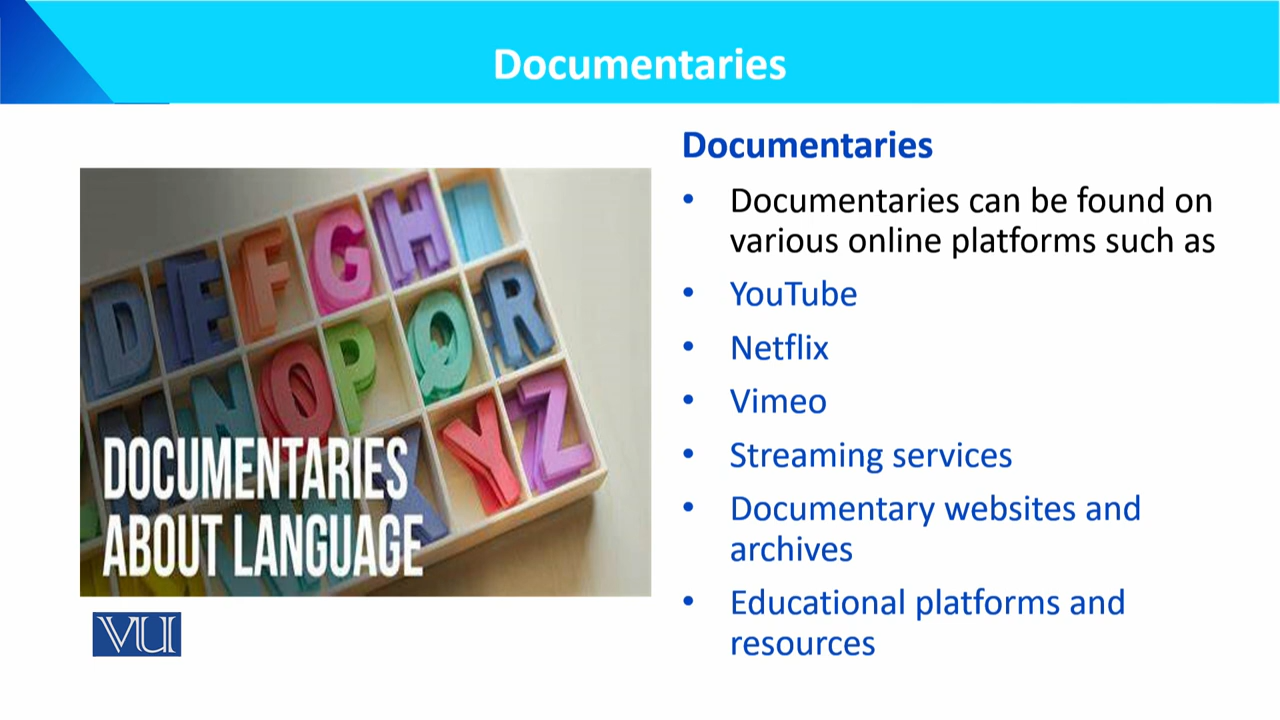 Documentaries
Documentaries
• Documentaries can be found on
various online platforms such as
• YouTube
• Netflix
• Vimeo
• Streaming services
• Documentary websites and
archives
• Educational platforms and
resources
D E F G H I
N O P Q R
X Y Z
DOCUMENTARIES
ABOUT LANGUAGE
VU